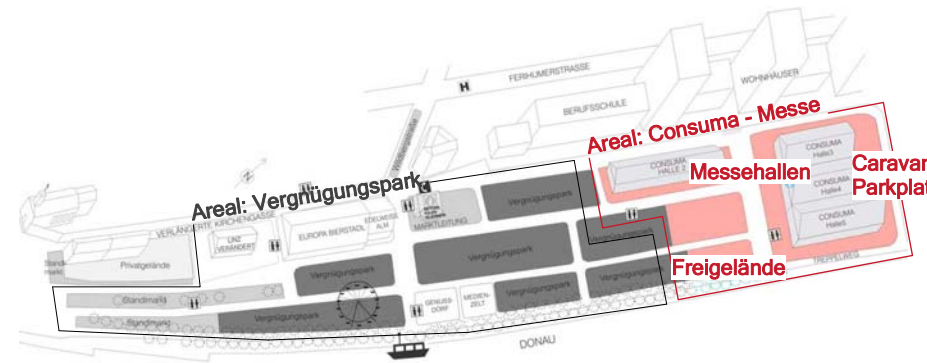 FERIHUMERSTRASSE
H
WOHNHÄUSER
BERUFSSCHULE
Wildbergstraße
Areal: Consuma - Messe
CONSUMA
Halle3
CONSUMA
HALLE 2
Messehallen
Caravan
Parkplat
CONSUMA
Halle4
CONSUMA
Areal: Vergnügungspark
VERLÄNGERTE KIRCHENGASSE
LINZ
VERÄNDERT
EUROPA BIERSTADL
EDELWEISS
ALM
MARKTLEITUNG
Vergnügungspark
Vergnügungspark
Privatgelände
Vergnügungspark
Vergnügungspark
Vergnügungspark
Freigelände
TREPPELWEG
Standmarkt
Standmarkt
Vergnügungspark
GENUSS
DORF
MEDIEN-
ZELT
Vergnügungspark
DONAU